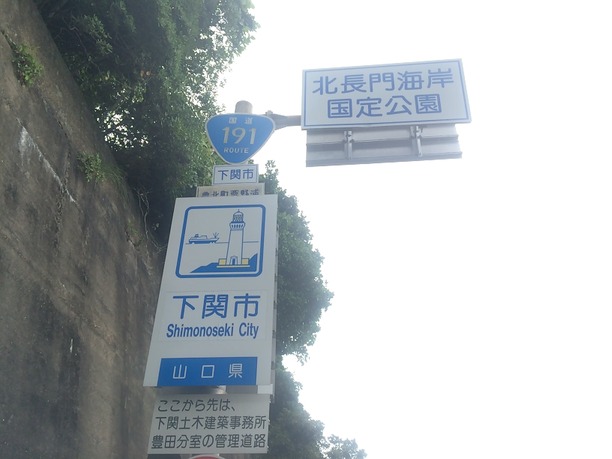 北長門海岸
国定公園
国道
191
ROUTE
下関市
下関市
Shimonoseki City
山口県
ここから先は、
下関土木建築事務所
豊田分室の管理道路